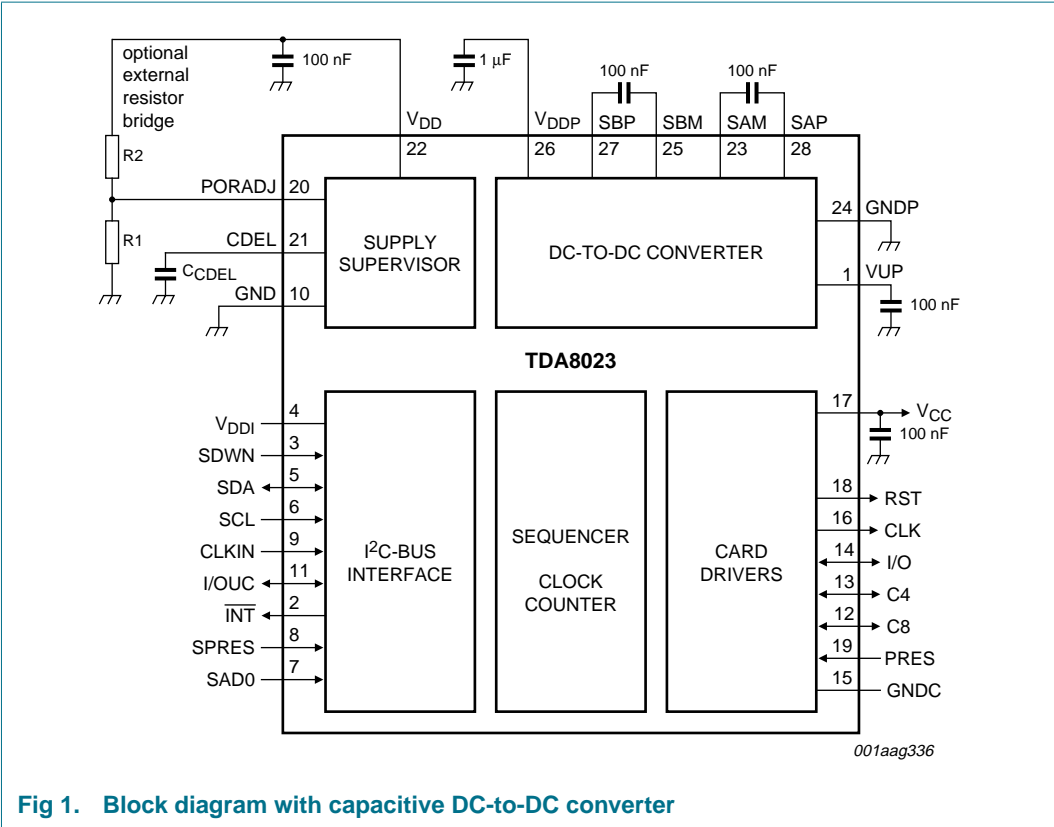 optional
external
resistor
bridge
100 nF
1 μF
100 nF
100 nF
VDD
VDDP
SBP
SBM
SAM
SAP
22
26
27
25
23
28
R2
PORADJ
20
R1
CDEL
21
CCDEL
GND
10
SUPPLY
SUPERVISOR
DC-TO-DC CONVERTER
24
GNDP
1
VUP
100 nF
TDA8023
VDDI
4
SDWN
3
SDA
5
SCL
6
CLKIN
9
I/OUC
11
INT
2
SPRES
8
SAD0
7
I2C-BUS
INTERFACE
SEQUENCER
CLOCK
COUNTER
CARD
DRIVERS
17
VCC
100 nF
18
RST
16
CLK
14
I/O
13
C4
12
C8
19
PRES
15
GNDC
001aag336
Fig 1. Block diagram with capacitive DC-to-DC converter